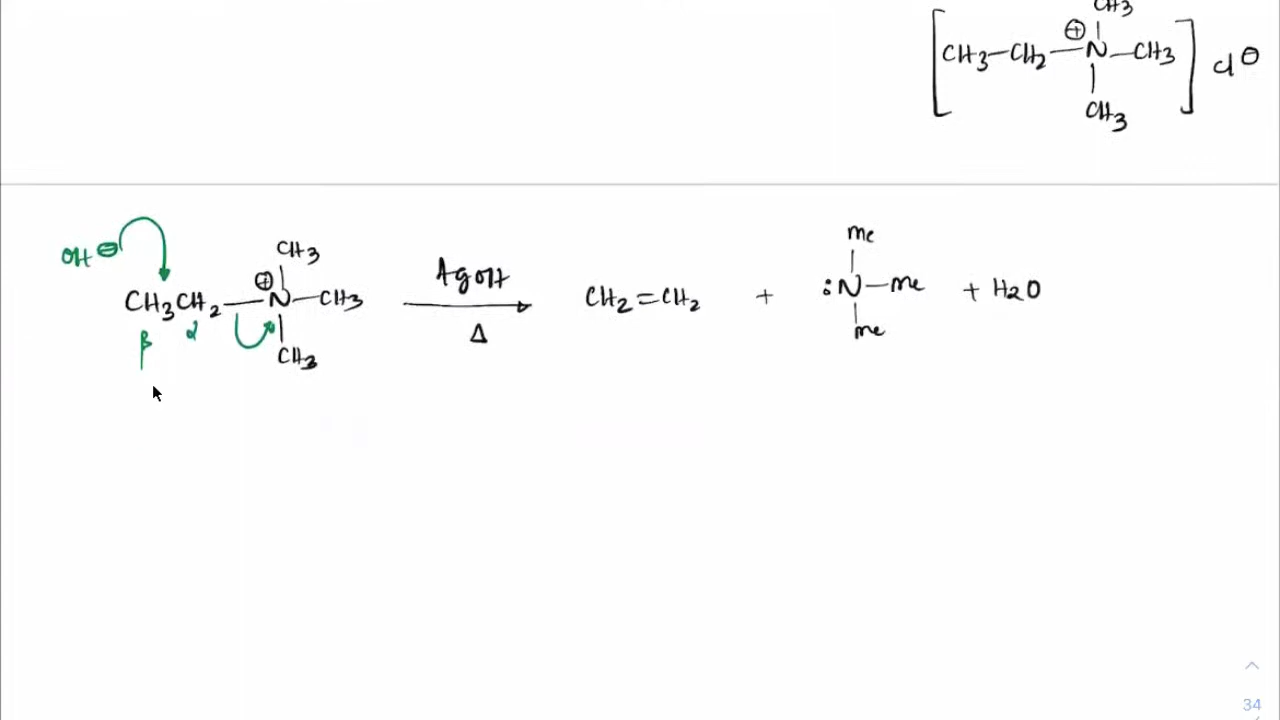 CH3
[CH3-CH2-N⊕-CH3] Cl⊖
CH3
OH⊖
CH3
CH3CH2-N⊕-CH3
CH3
β α
AgOH
Δ
CH2=CH2 + :N-Me + H2O
Me
Me
34